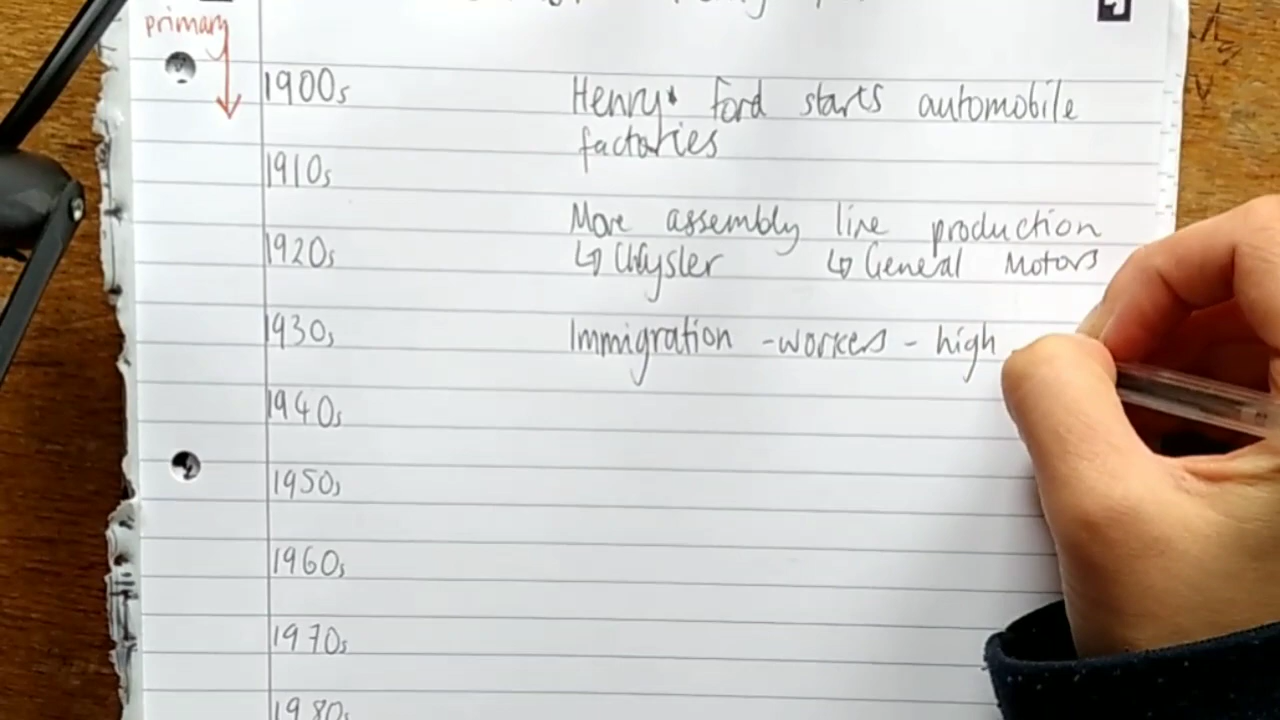 primary
1900s Henry Ford starts automobile
factories
1910s
More assembly line production
1920s ↳ Chrysler ↳ General Motors
1930s Immigration - workers - high
1940s
1950s
1960s
1970s
1980s